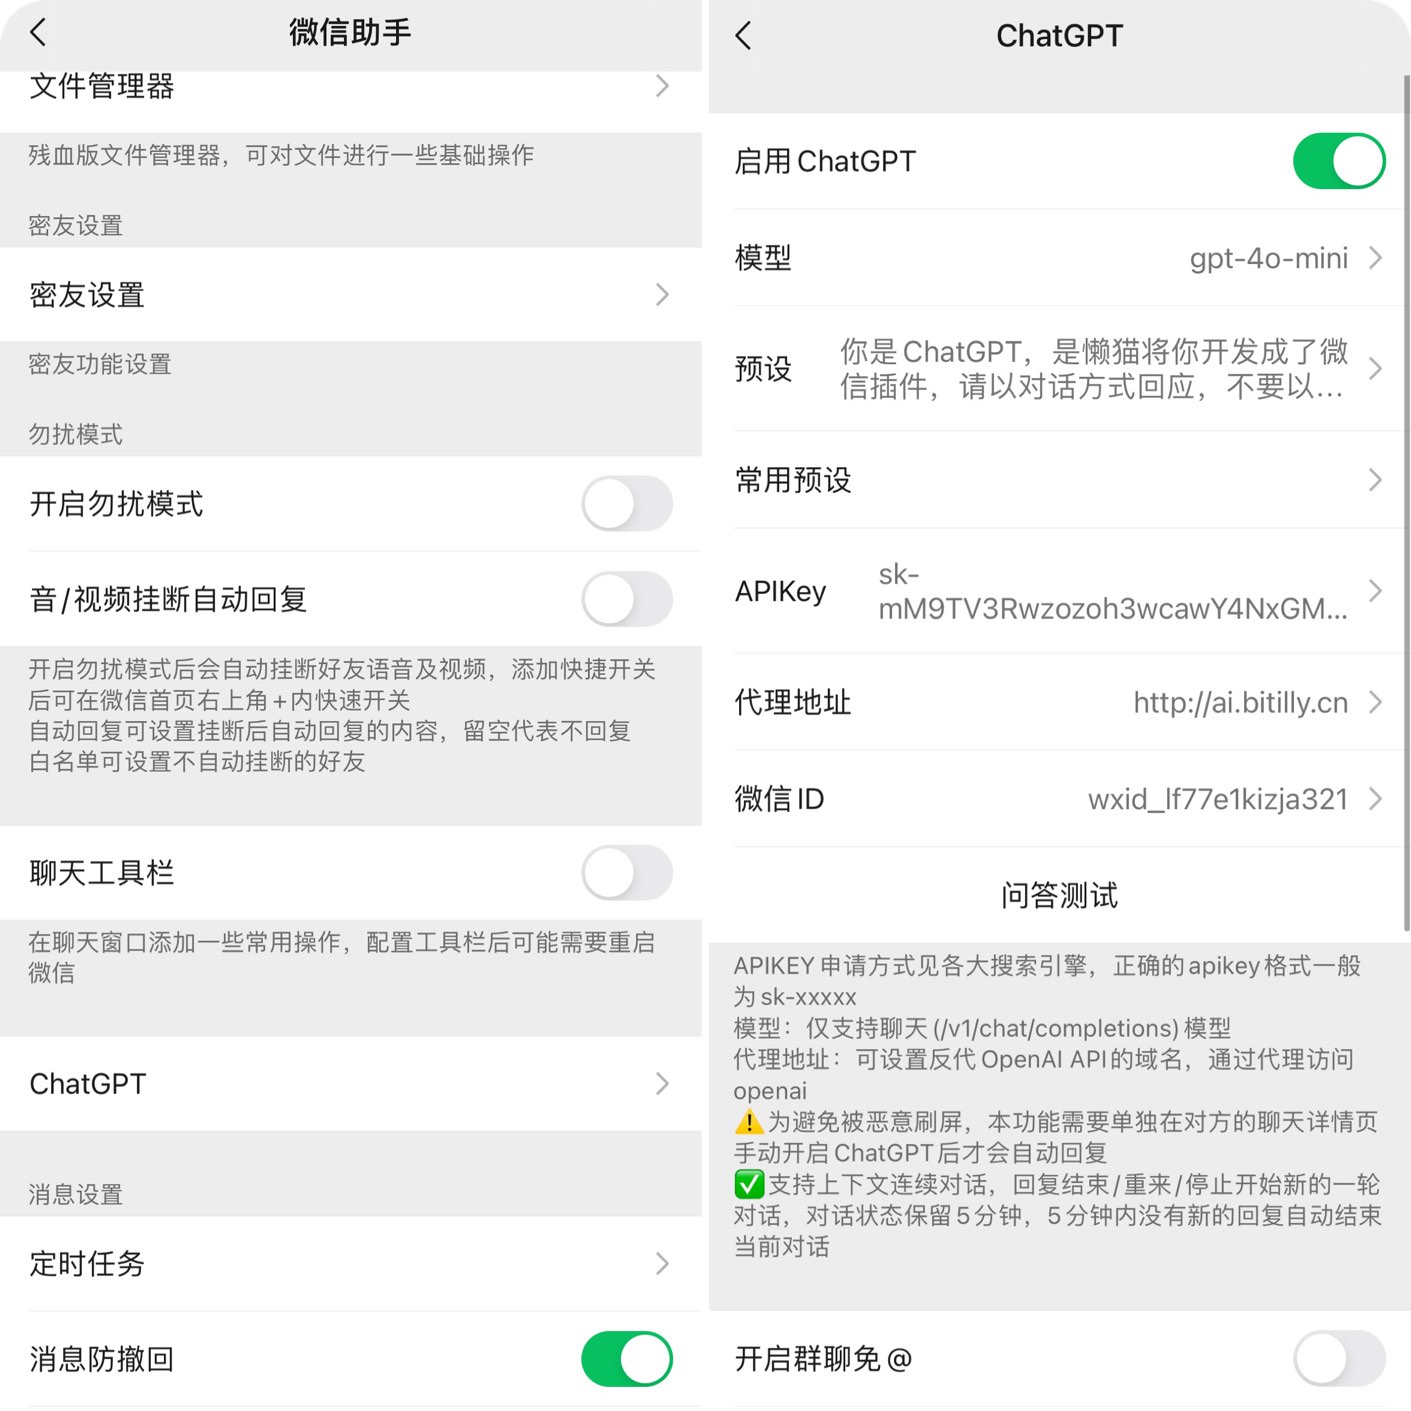 微信助手
文件管理器
残血版文件管理器，可对文件进行一些基础操作
密友设置
密友设置
密友功能设置
勿扰模式
开启勿扰模式
音/视频挂断自动回复
开启勿扰模式后会自动挂断好友语音及视频，添加快捷开关
后可在微信首页右上角+内快速开关
自动回复可设置挂断后自动回复的内容，留空代表不回复
白名单可设置不自动挂断的好友
聊天工具栏
在聊天窗口添加一些常用操作，配置工具栏后可能需要重启
微信
ChatGPT
消息设置
定时任务
消息防撤回
ChatGPT
启用ChatGPT
模型 gpt-4o-mini
预设 你是ChatGPT，是懒猫将你开发成了微
信插件，请以对话方式回应，不要以...
常用预设
APIKey sk-
mM9TV3Rwzozoh3wcawY4NxGM...
代理地址 http://ai.bitilly.cn
微信ID wxid_lf77e1kizja321
问答测试
APIKEY申请方式见各大搜索引擎，正确的apikey格式一般
为sk-xxxxx
模型：仅支持聊天(/v1/chat/completions)模型
代理地址：可设置反代OpenAI API的域名，通过代理访问
openai
⚠️为避免被恶意刷屏，本功能需要单独在对方的聊天详情页
手动开启ChatGPT后才会自动回复
✅支持上下文连续对话，回复结束/重来/停止开始新的一轮
对话，对话状态保留5分钟，5分钟内没有新的回复自动结束
当前对话
开启群聊免@